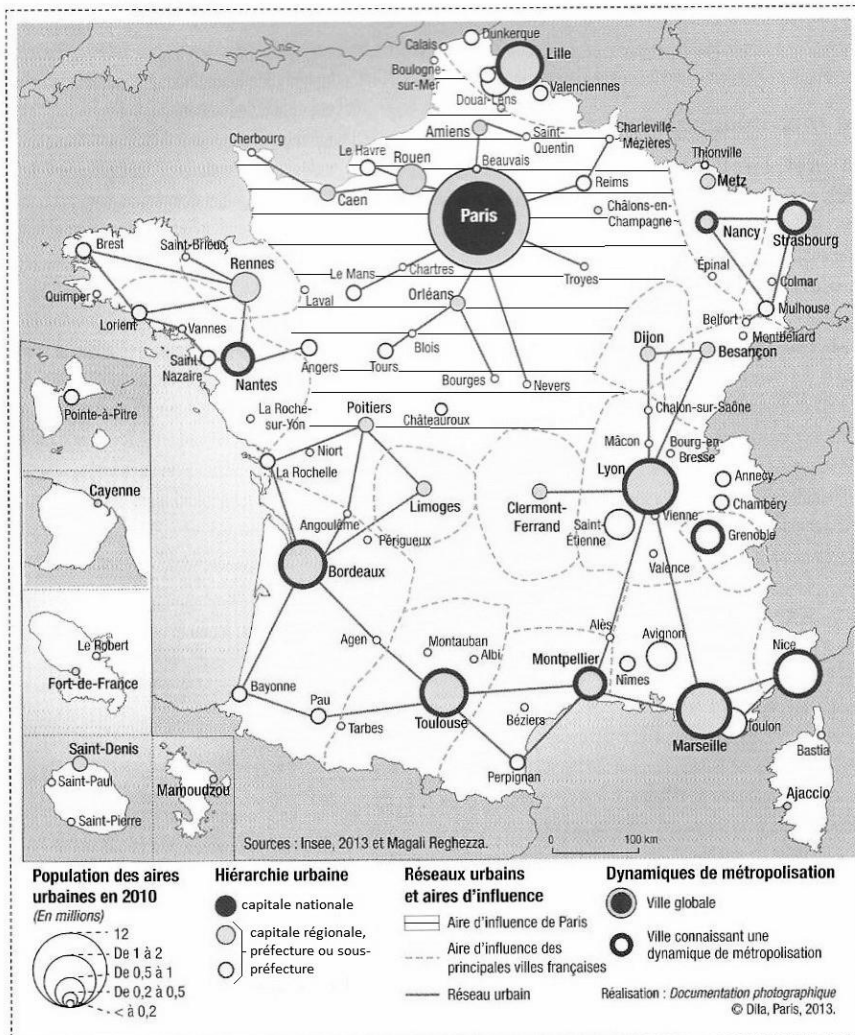 Dunkerque
Calais
Lille
Boulogne-
sur-Mer
Valenciennes
Douai-Lens
Amiens
Saint-
Quentin
Charleville-
Mézières
Cherbourg
Le Havre
Rouen
Beauvais
Thionville
Reims
Metz
Caen
Paris
Châlons-en-
Champagne
Nancy
Strasbourg
Brest
Saint-Brieuc
Rennes
Chartres
Le Mans
Troyes
Épinal
Colmar
Quimper
Laval
Orléans
Lorient
Vannes
Mulhouse
Belfort
Blois
Dijon
Montbéliard
Saint-
Nazaire
Besançon
Nantes
Angers
Tours
Bourges
Nevers
Pointe-à-Pitre
La Roche-
sur-Yon
Poitiers
Châteauroux
Chalon-sur-Saône
Niort
Mâcon
Bourg-en-
Bresse
La Rochelle
Lyon
Annecy
Cayenne
Limoges
Clermont-
Ferrand
Chambéry
Angoulême
Saint-
Étienne
Vienne
Grenoble
Périgueux
Bordeaux
Valence
Le Robert
Alès
Avignon
Agen
Montauban
Albi
Montpellier
Nice
Fort-de-France
Nîmes
Bayonne
Pau
Toulouse
Béziers
Toulon
Tarbes
Marseille
Saint-Denis
Bastia
Perpignan
Saint-Paul
Mamoudzou
Ajaccio
Saint-Pierre
Sources : Insee, 2013 et Magali Reghezza.
0 100 km
Population des aires
urbaines en 2010
(En millions)
12
De 1 à 2
De 0,5 à 1
De 0,2 à 0,5
< à 0,2
Hiérarchie urbaine
capitale nationale
capitale régionale,
préfecture ou sous-
préfecture
Réseaux urbains
et aires d'influence
Aire d'influence de Paris
Aire d'influence des
principales villes françaises
Réseau urbain
Dynamiques de métropolisation
Ville globale
Ville connaissant une
dynamique de métropolisation
Réalisation : Documentation photographique
© Dila, Paris, 2013.